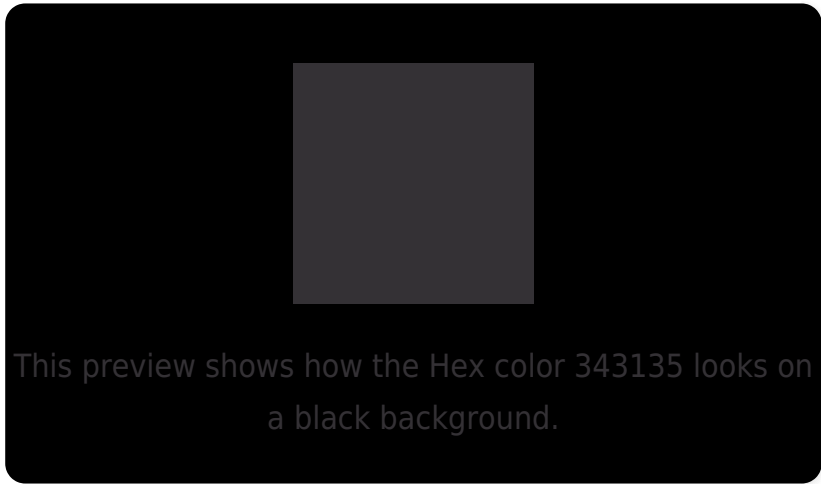 This preview shows how the Hex color 343135 looks on
a black background.